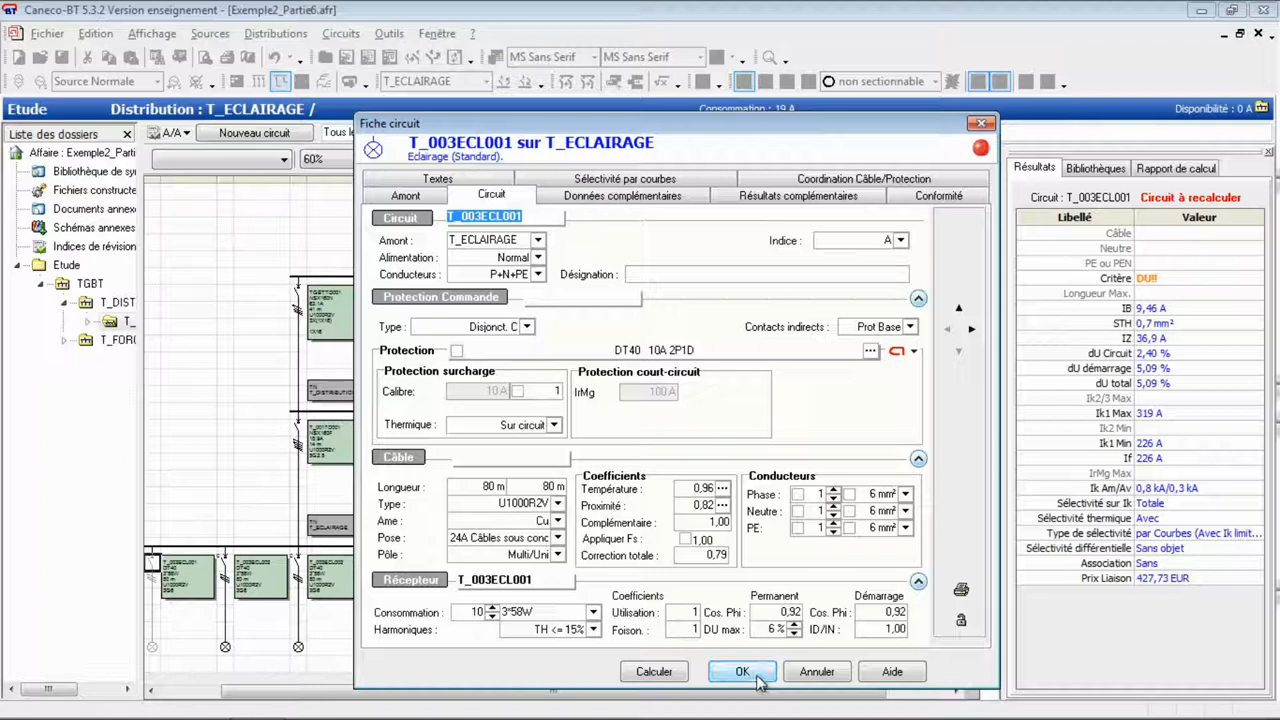 Caneco-BT 5.3.2 Version enseignement - [Exemple2_Partie6.afr]
Fichier Edition Affichage Sources Distributions Circuits Outils Fenêtre ?
MS Sans Serif MS Sans Serif
Source Normale T_ECLAIRAGE non sectionnable
Etude Distribution : T_ECLAIRAGE / Consommation : 19 A Disponibilité : 0 A
Liste des dossiers
A/A Nouveau circuit Tous le
60%
Affaire : Exemple2_Parti
Bibliothèque de sy
Fichiers constructe
Documents annex
Schémas annexes
Indices de révision
Etude
TGBT
T_DIST
T_
T_FORC
Fiche circuit
T_003ECL001 sur T_ECLAIRAGE
Eclairage (Standard).
Textes Sélectivité par courbes Coordination Câble/Protection
Amont Circuit Données complémentaires Résultats complémentaires Conformité
Circuit T_003ECL001
Amont : T_ECLAIRAGE Indice : A
Alimentation : Normal
Conducteurs : P+N+PE Désignation :
Protection Commande
Type : Disjonct. C Contacts indirects : Prot Base
Protection DT40 10A 2P1D
Protection surcharge Protection court-circuit
Calibre: 10 A 1 IrMg 100 A
Thermique : Sur circuit
Câble
Coefficients Conducteurs
Longueur : 80 m 80 m Température : 0,96 Phase : 1 6 mm²
Type : U1000R2V Proximité : 0,82 Neutre : 1 6 mm²
Ame : Cu Complémentaire : 1,00 PE: 1 6 mm²
Pose : 24A Câbles sous conc Appliquer Fs : 1,00
Pôle : Multi/Uni Correction totale : 0,79
Récepteur T_003ECL001
Coefficients Permanent Démarrage
Consommation : 10 3*58W Utilisation : 1 Cos. Phi : 0,92 Cos. Phi : 0,92
Harmoniques : TH <= 15% Foison. : 1 DU max : 6 % ID/IN : 1,00
Calculer OK Annuler Aide
Résultats Bibliothèques Rapport de calcul
Circuit : T_003ECL001 Circuit à recalculer
Libellé Valeur
Câble
Neutre
PE ou PEN
Critère DU!!
Longueur Max.
IB 9,46 A
STH 0,7 mm²
IZ 36,9 A
dU Circuit 2,40 %
dU démarrage 5,09 %
dU total 5,09 %
Ik2/3 Max
Ik1 Max 319 A
Ik2 Min
Ik1 Min 226 A
If 226 A
IrMg Max
Ik Am/Av 0,8 kA/0,3 kA
Sélectivité sur Ik Totale
Sélectivité thermique Avec
Type de sélectivité par Courbes (Avec Ik limit...
Sélectivité différentielle Sans objet
Association Sans
Prix Liaison 427,73 EUR